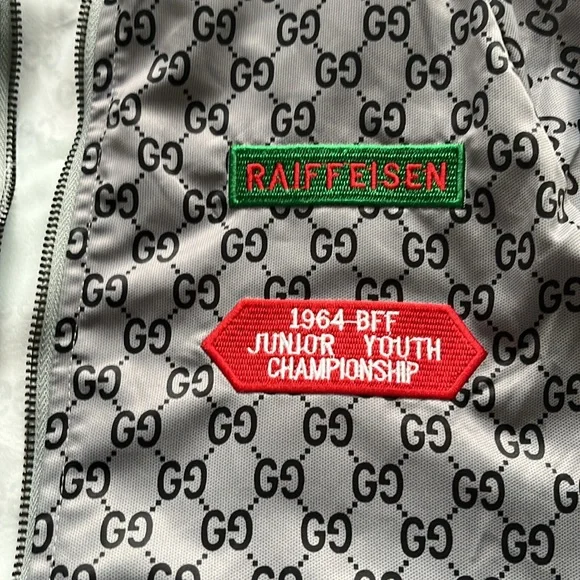 RAIFFEISEN
1964-BFF
JUNIOR YOUTH
CHAMPIONSHIP